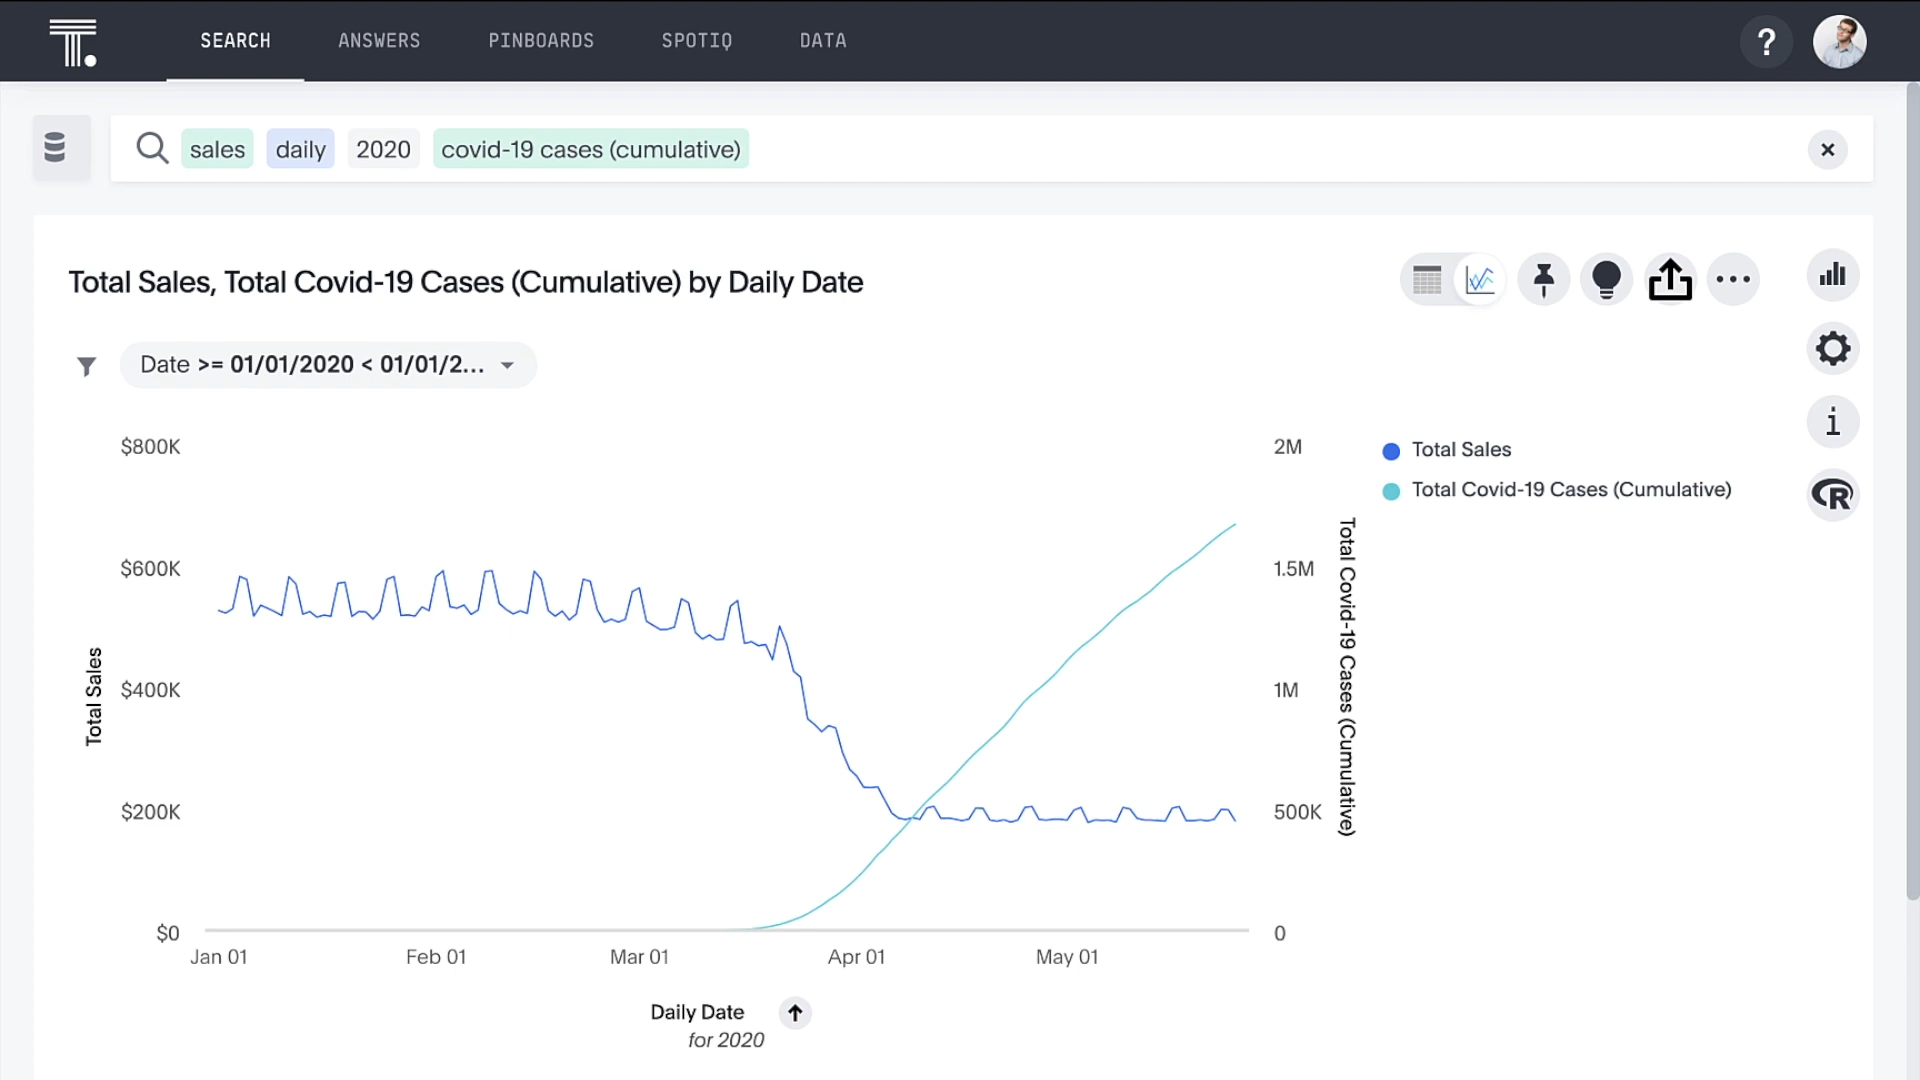 T.
SEARCH ANSWERS PINBOARDS SPOTIQ DATA ?
sales daily 2020 covid-19 cases (cumulative)
Total Sales, Total Covid-19 Cases (Cumulative) by Daily Date
Date >= 01/01/2020 < 01/01/2...
i
R
$800K
$600K
$400K
$200K
$0
Total Sales
2M
1.5M
1M
500K
0
Total Covid-19 Cases (Cumulative)
Total Sales
Total Covid-19 Cases (Cumulative)
Jan 01 Feb 01 Mar 01 Apr 01 May 01
Daily Date
for 2020